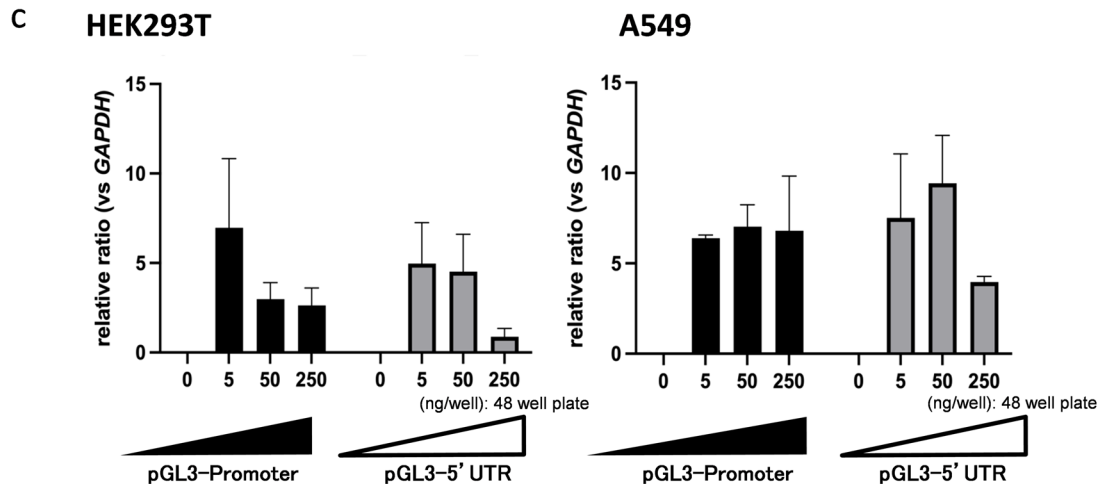 C
HEK293T
A549
relative ratio (vs GAPDH)
15
10
5
0
0 5 50 250 0 5 50 250
(ng/well): 48 well plate
pGL3-Promoter pGL3-5' UTR
relative ratio (vs GAPDH)
15
10
5
0
0 5 50 250 0 5 50 250
(ng/well): 48 well plate
pGL3-Promoter pGL3-5' UTR